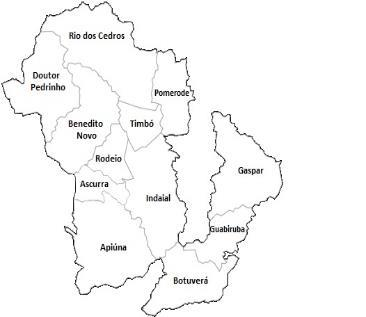 Rio dos Cedros
Doutor
Pedrinho
Pomerode
Benedito
Novo
Timbó
Rodeio
Gaspar
Ascurra
Indaial
Guabiruba
Apiúna
Botuverá